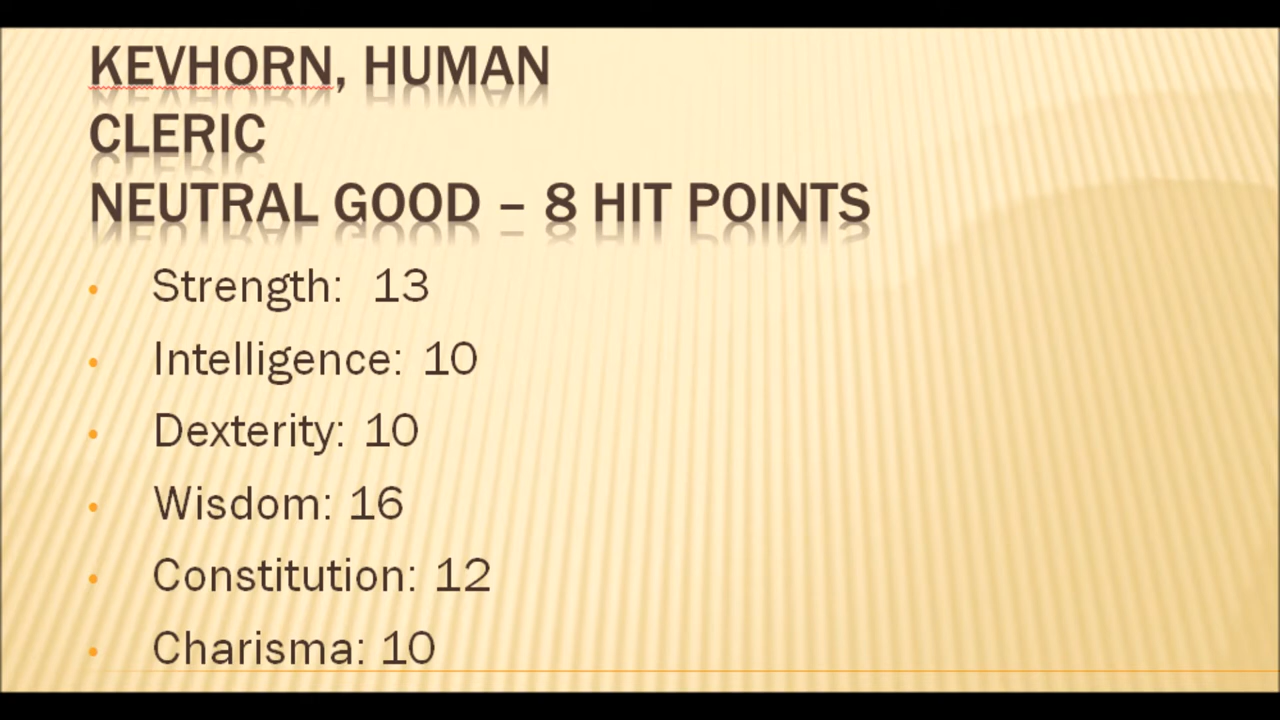 KEVHORN, HUMAN
CLERIC
NEUTRAL GOOD – 8 HIT POINTS
• Strength: 13
• Intelligence: 10
• Dexterity: 10
• Wisdom: 16
• Constitution: 12
• Charisma: 10